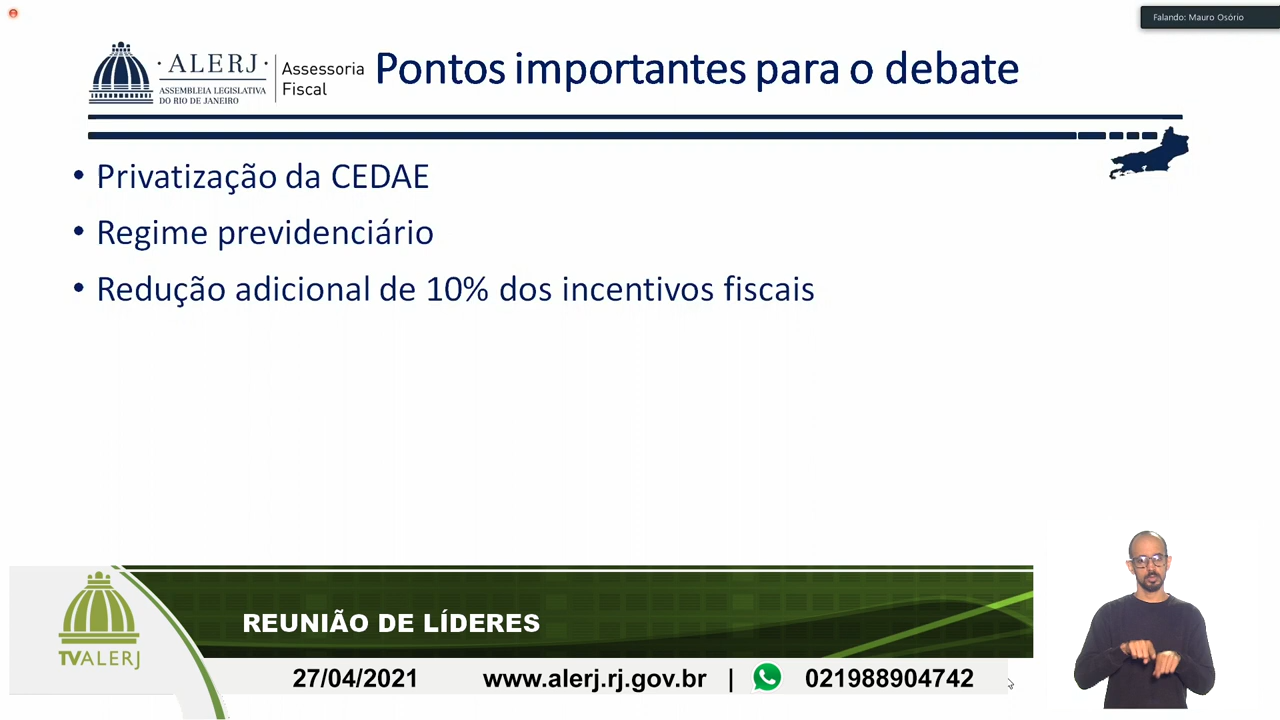 Falando: Mauro Osório
·ALERJ·
ASSEMBLEIA LEGISLATIVA
DO RIO DE JANEIRO
Assessoria
Fiscal
Pontos importantes para o debate
• Privatização da CEDAE
• Regime previdenciário
• Redução adicional de 10% dos incentivos fiscais
TVALERJ
REUNIÃO DE LÍDERES
27/04/2021 www.alerj.rj.gov.br | 021988904742